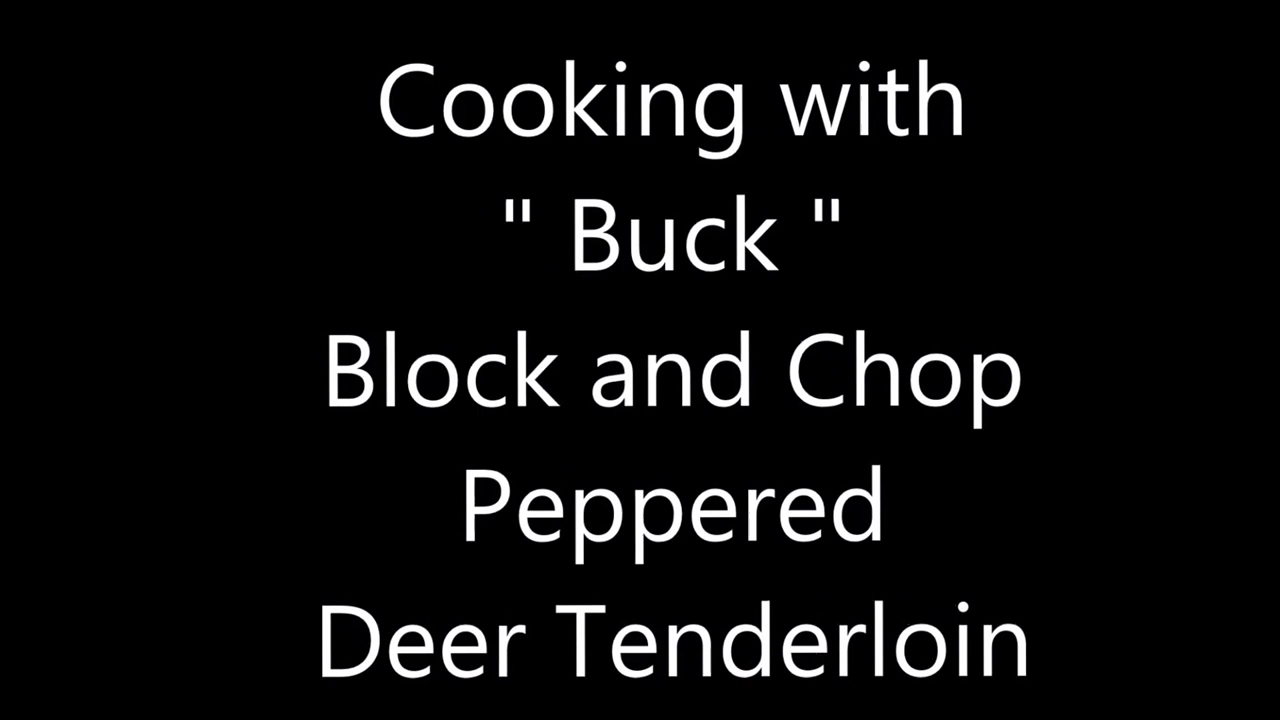 Cooking with
" Buck "
Block and Chop
Peppered
Deer Tenderloin